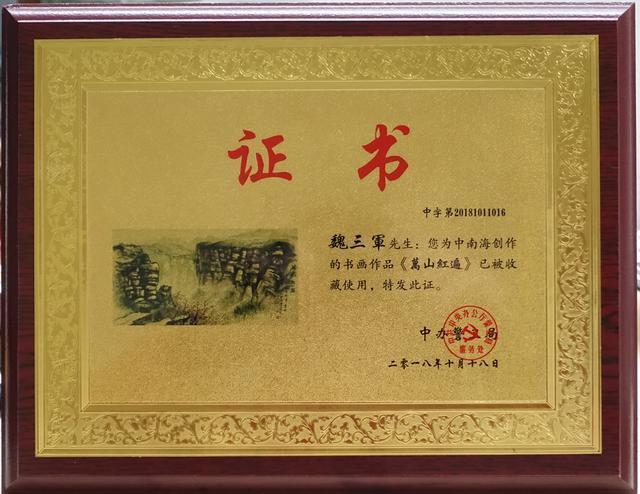 证书
中字第20181011016
魏三軍先生：您为中南海创作
的书画作品《萬山紅遍》已被收
藏使用，特发此证。
中办警 局
服务处
二零一八年十月十八日